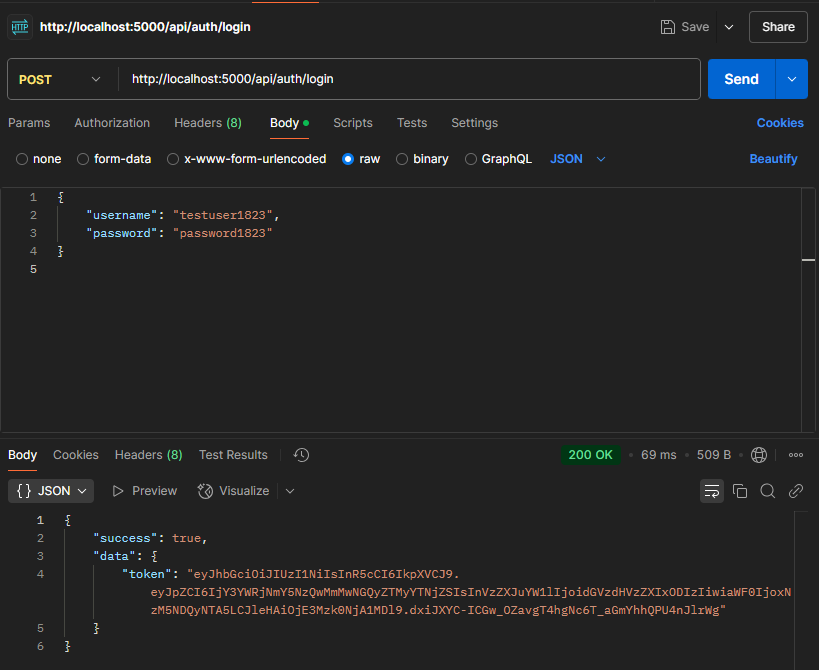 HTTP http://localhost:5000/api/auth/login Save Share
POST http://localhost:5000/api/auth/login Send
Params Authorization Headers (8) Body Scripts Tests Settings Cookies
none form-data x-www-form-urlencoded raw binary GraphQL JSON Beautify
1 {
2 "username": "testuser1823",
3 "password": "password1823"
4 }
5
Body Cookies Headers (8) Test Results 200 OK • 69 ms • 509 B
{} JSON Preview Visualize
1 {
2 "success": true,
3 "data": {
4 "token": "eyJhbGciOiJIUzI1NiIsInR5cCI6IkpXVCJ9.
eyJpZCI6IjY3YWRjNmY5NzQwMmMwNGQyZTMyYTNjZSIsInVzZXJuYW1lIjoidGVzdHVzZXIxODIzIiwiaWF0IjoxN
zM5NDQyNTA5LCJleHAiOjE3Mzk0NjA1MDl9.dxiJXYC-ICGw_OZavgT4hgNc6T_aGmYhhQPU4nJlrWg"
5 }
6 }